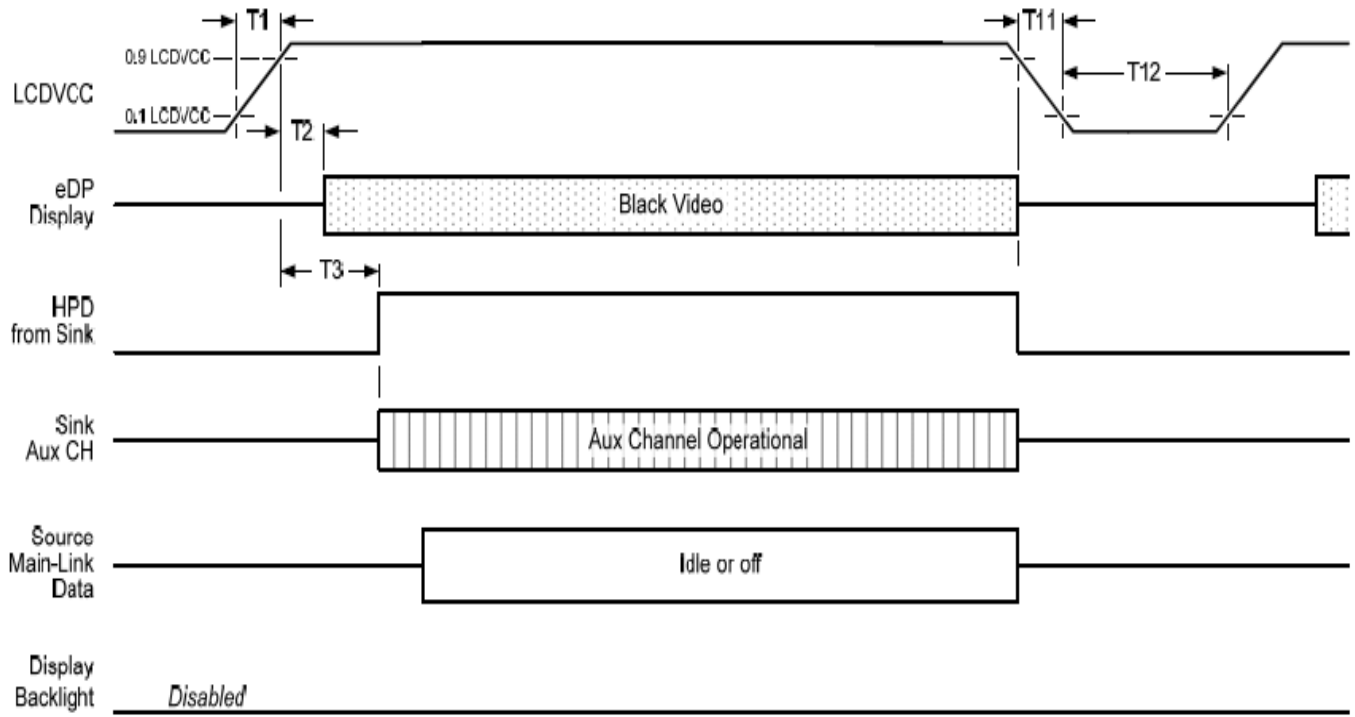 T1
T11
0.9 LCDVCC
T12
LCDVCC
0.1 LCDVCC
T2
eDP
Display
Black Video
T3
HPD
from Sink
Sink
Aux CH
Aux Channel Operational
Source
Main-Link
Data
Idle or off
Display
Backlight
Disabled